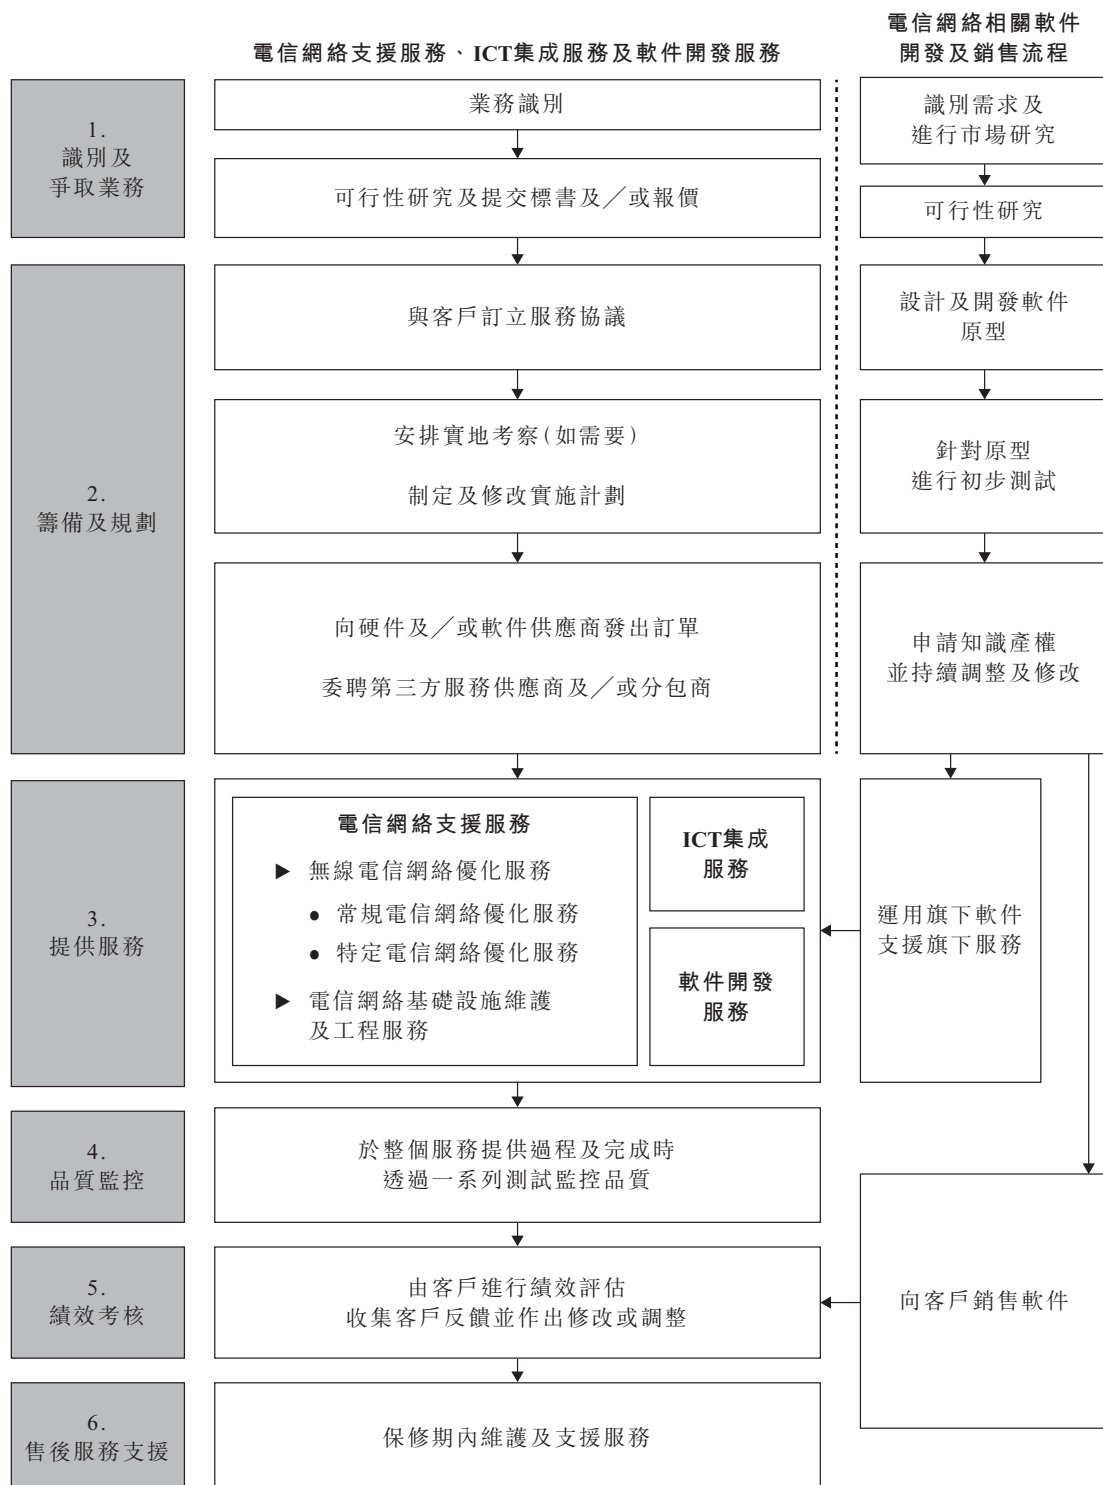 電信網絡支援服務、ICT集成服務及軟件開發服務
電信網絡相關軟件
開發及銷售流程
1.
識別及
爭取業務
業務識別
可行性研究及提交標書及／或報價
識別需求及
進行市場研究
可行性研究
2.
籌備及規劃
與客戶訂立服務協議
安排實地考察(如需要)
制定及修改實施計劃
向硬件及／或軟件供應商發出訂單
委聘第三方服務供應商及／或分包商
設計及開發軟件
原型
針對原型
進行初步測試
申請知識產權
並持續調整及修改
3.
提供服務
電信網絡支援服務
▶ 無線電信網絡優化服務
● 常規電信網絡優化服務
● 特定電信網絡優化服務
▶ 電信網絡基礎設施維護
及工程服務
ICT集成
服務
軟件開發
服務
運用旗下軟件
支援旗下服務
4.
品質監控
於整個服務提供過程及完成時
透過一系列測試監控品質
5.
績效考核
由客戶進行績效評估
收集客戶反饋並作出修改或調整
向客戶銷售軟件
6.
售後服務支援
保修期內維護及支援服務